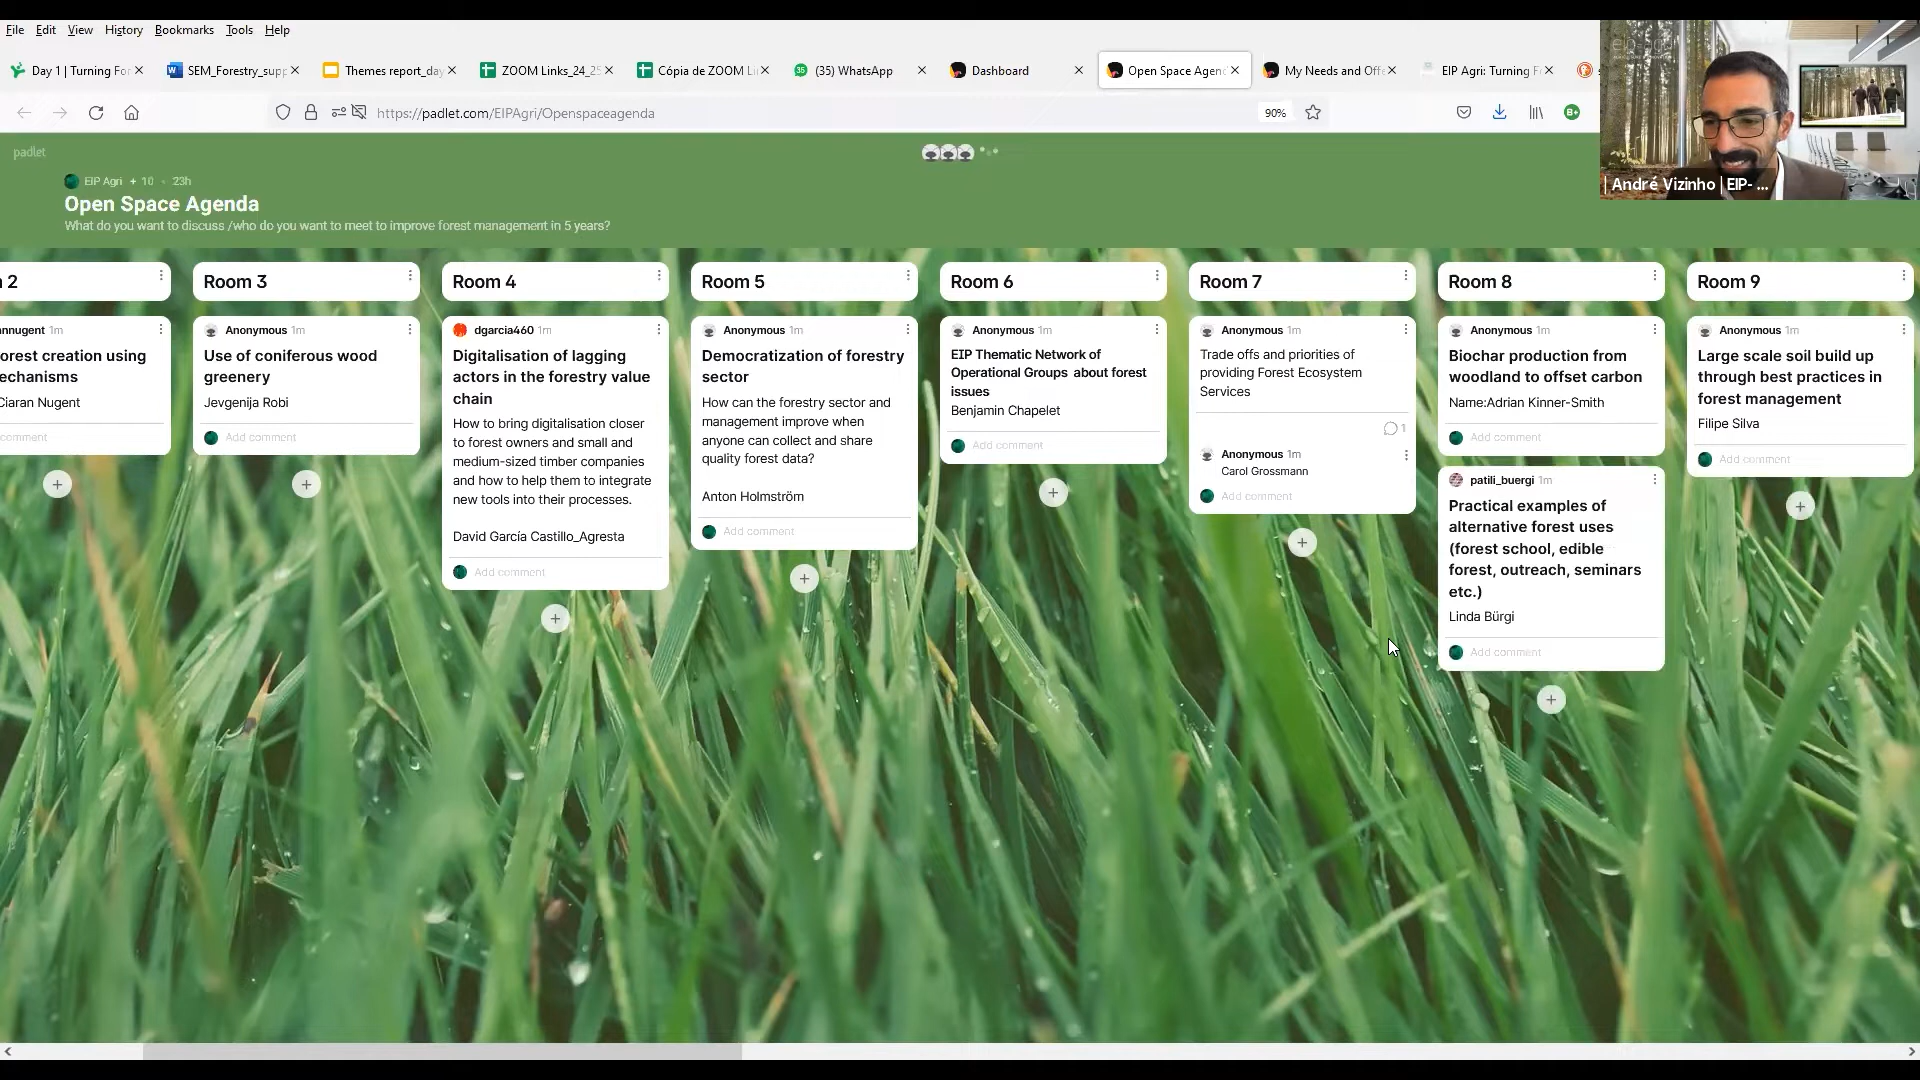 File Edit View History Bookmarks Tools Help
Day 1 | Turning For
SEM_Forestry_supp
Themes report_day
ZOOM Links_24_25
Cópia de ZOOM Li
(35) WhatsApp
Dashboard
Open Space Agend
My Needs and Offe
EIP Agri: Turning F
https://padlet.com/EIPAgri/Openspaceagenda
90%
padlet
EIP Agri + 10 • 23h
Open Space Agenda
What do you want to discuss /who do you want to meet to improve forest management in 5 years?
| André Vizinho | EIP- ...
2
annugent 1m
orest creation using
echanisms
Ciaran Nugent
comment
Room 3
Anonymous 1m
Use of coniferous wood
greenery
Jevgenija Robi
Add comment
Room 4
dgarcia460 1m
Digitalisation of lagging
actors in the forestry value
chain
How to bring digitalisation closer
to forest owners and small and
medium-sized timber companies
and how to help them to integrate
new tools into their processes.
David García Castillo_Agresta
Add comment
Room 5
Anonymous 1m
Democratization of forestry
sector
How can the forestry sector and
management improve when
anyone can collect and share
quality forest data?
Anton Holmström
Add comment
Room 6
Anonymous 1m
EIP Thematic Network of
Operational Groups about forest
issues
Benjamin Chapelet
Add comment
Room 7
Anonymous 1m
Trade offs and priorities of
providing Forest Ecosystem
Services
1
Anonymous 1m
Carol Grossmann
Add comment
Room 8
Anonymous 1m
Biochar production from
woodland to offset carbon
Name:Adrian Kinner-Smith
Add comment
patili_buergi 1m
Practical examples of
alternative forest uses
(forest school, edible
forest, outreach, seminars
etc.)
Linda Bürgi
Add comment
Room 9
Anonymous 1m
Large scale soil build up
through best practices in
forest management
Filipe Silva
Add comment